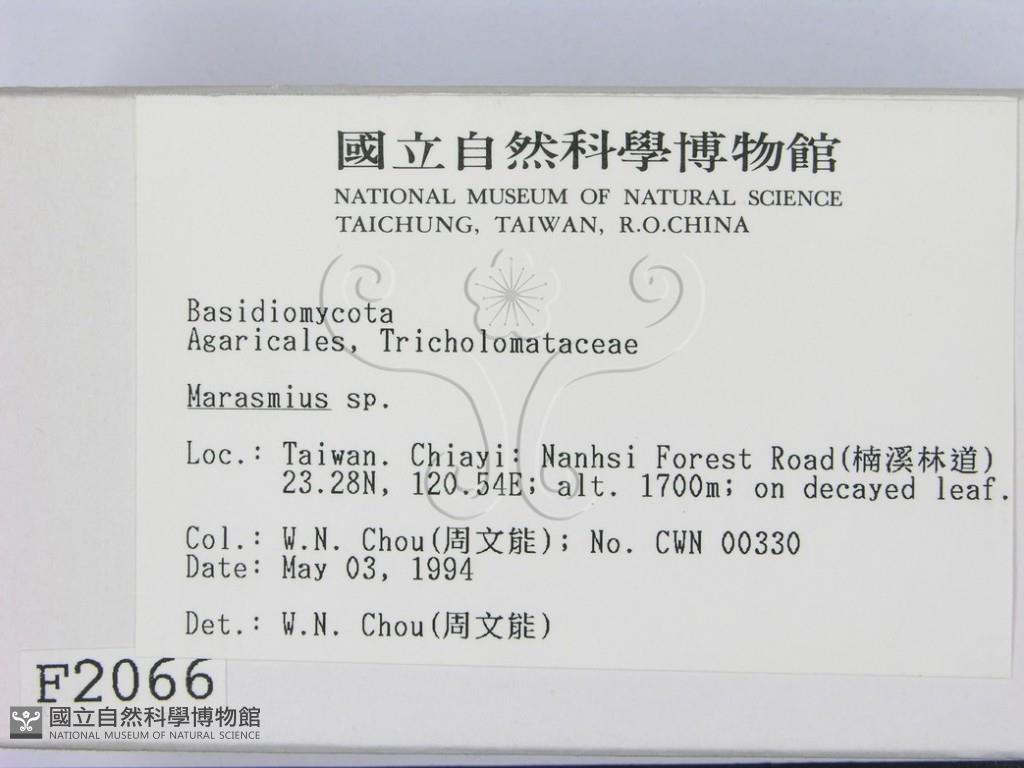 國立自然科學博物館
NATIONAL MUSEUM OF NATURAL SCIENCE
TAICHUNG, TAIWAN, R.O.CHINA
Basidiomycota
Agaricales, Tricholomataceae
Marasmius sp.
Loc.: Taiwan. Chiayi: Nanhsi Forest Road(楠溪林道)
23.28N, 120.54E; alt. 1700m; on decayed leaf.
Col.: W.N. Chou(周文能); No. CWN 00330
Date: May 03, 1994
Det.: W.N. Chou(周文能)
F2066
國立自然科學博物館
NATIONAL MUSEUM OF NATURAL SCIENCE